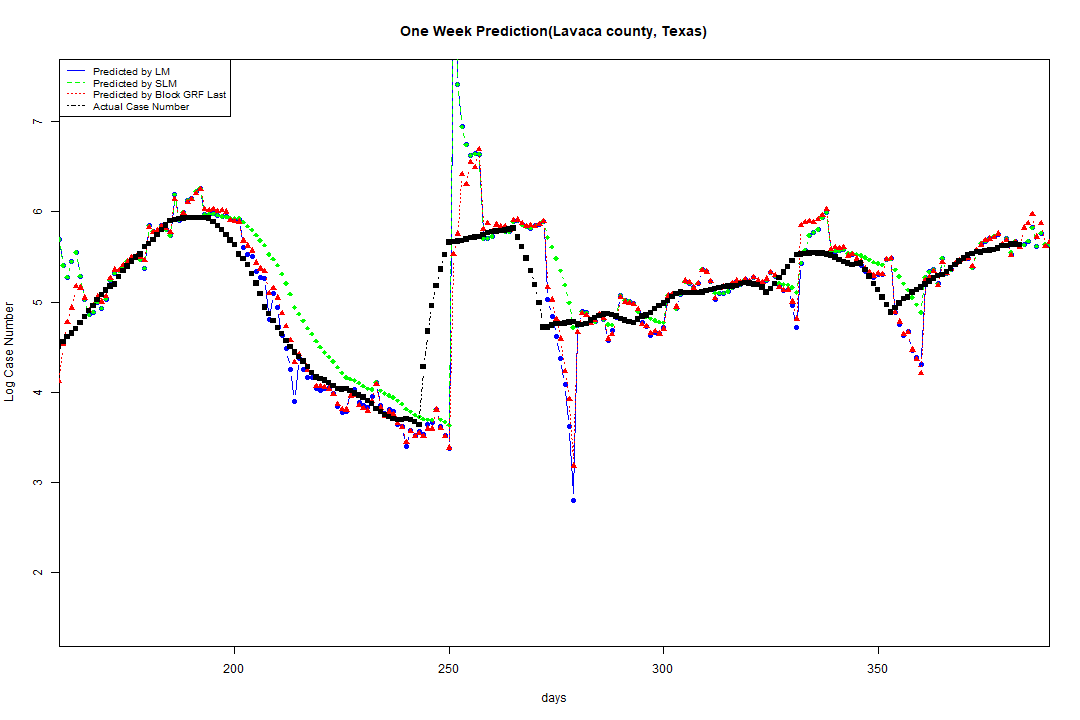 One Week Prediction(Lavaca county, Texas)
Predicted by LM
Predicted by SLM
Predicted by Block GRF Last
Actual Case Number
7
6
5
4
3
2
Log Case Number
200 250 300 350
days